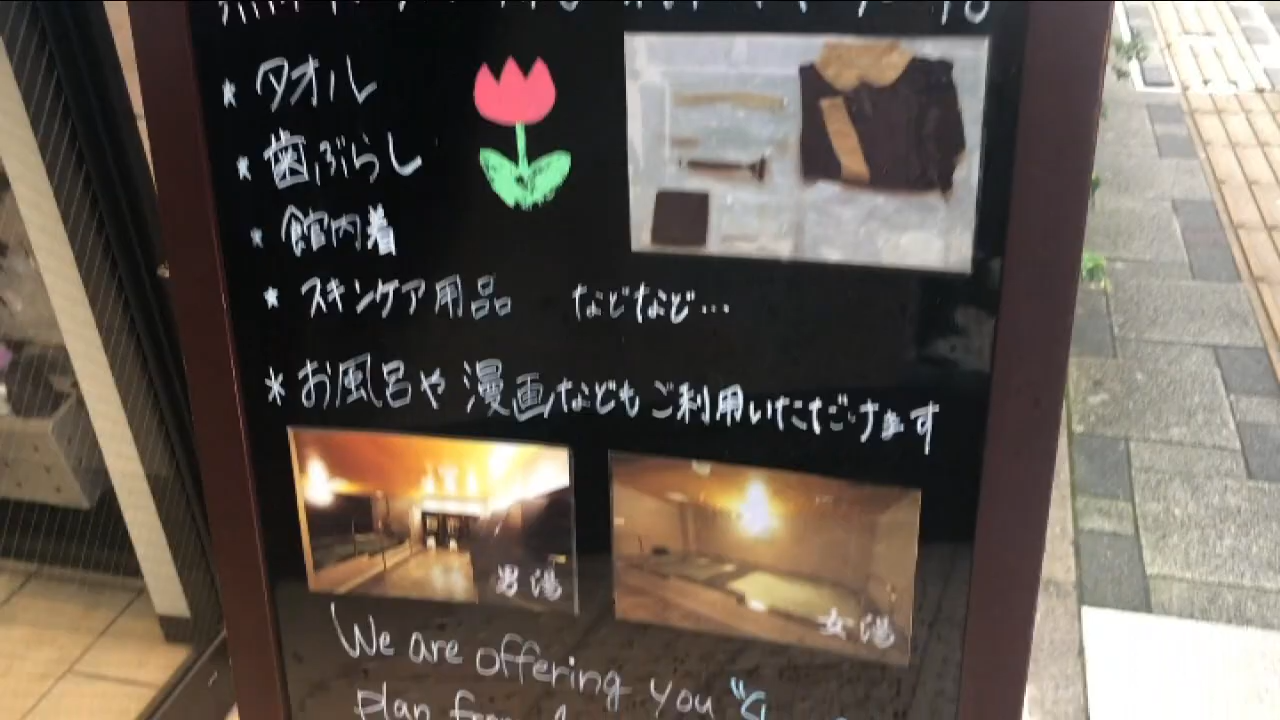 * タオル
* 歯ぶらし
* 館内着
* スキンケア用品 などなど…
* お風呂や漫画などもご利用いただけます
男湯
女湯
We are offering you
plan